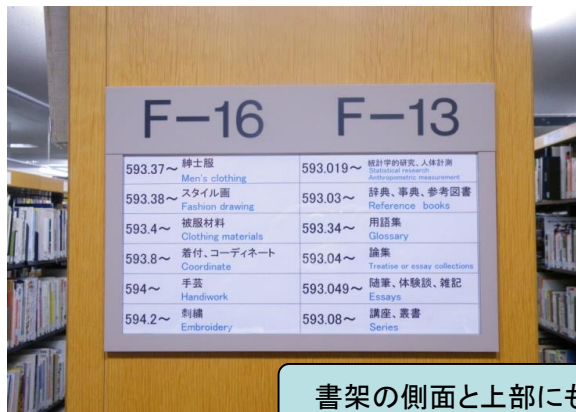 F-16 F-13
593.37~ 紳士服
Men's clothing
593.38~ スタイル画
Fashion drawing
593.4~ 被服材料
Clothing materials
593.8~ 着付、コーディネート
Coordinate
594~ 手芸
Handiwork
594.2~ 刺繍
Embroidery
593.019~ 統計学的研究、人体計測
Statistical research
Anthropometric measurement
593.03~ 辞典、事典、参考図書
Reference books
593.34~ 用語集
Glossary
593.04~ 論集
Treatise or essay collections
593.049~ 随筆、体験談、雑記
Essays
593.08~ 講座、叢書
Series
書架の側面と上部に